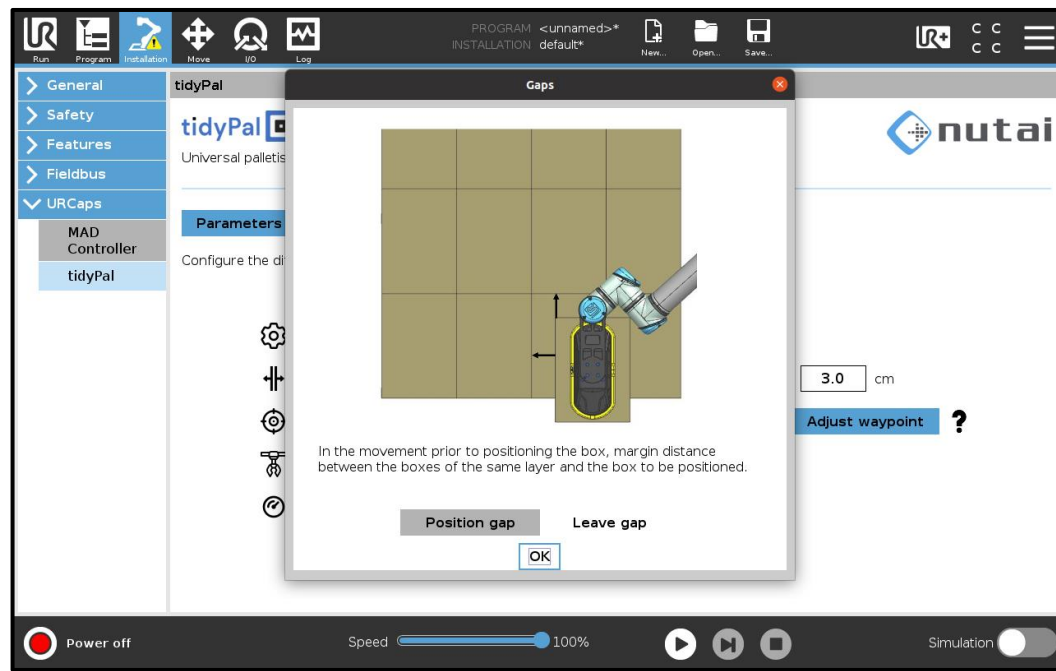 PROGRAM <unnamed>*
INSTALLATION default*
Run Program Installation Move I/O Log New... Open... Save...
UR+
C C
C C
General
Safety
Features
Fieldbus
URCaps
MAD
Controller
tidyPal
tidyPal
tidyPal
Universal palletis
nutai
Parameters
Configure the di
Gaps
In the movement prior to positioning the box, margin distance
between the boxes of the same layer and the box to be positioned.
Position gap Leave gap
OK
3.0 cm
Adjust waypoint ?
Power off
Speed 100%
Simulation